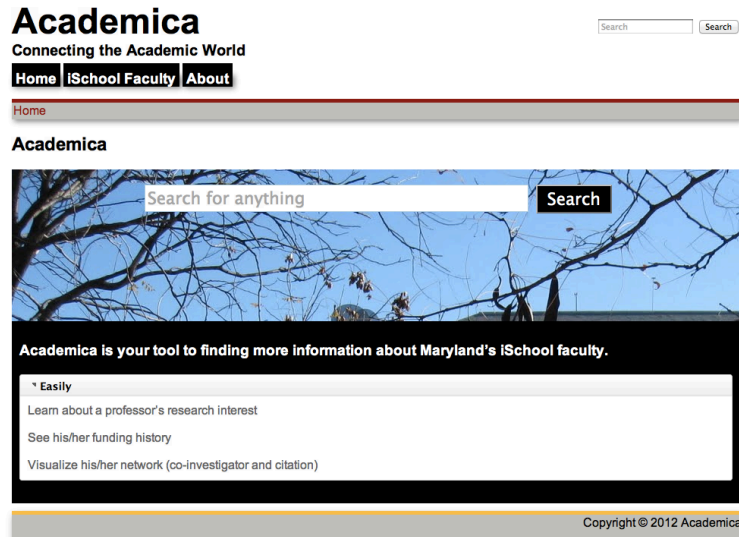 Academica
Connecting the Academic World
Search Search
Home iSchool Faculty About
Home
Academica
Search for anything Search
Academica is your tool to finding more information about Maryland's iSchool faculty.
Easily
Learn about a professor's research interest
See his/her funding history
Visualize his/her network (co-investigator and citation)
Copyright © 2012 Academica